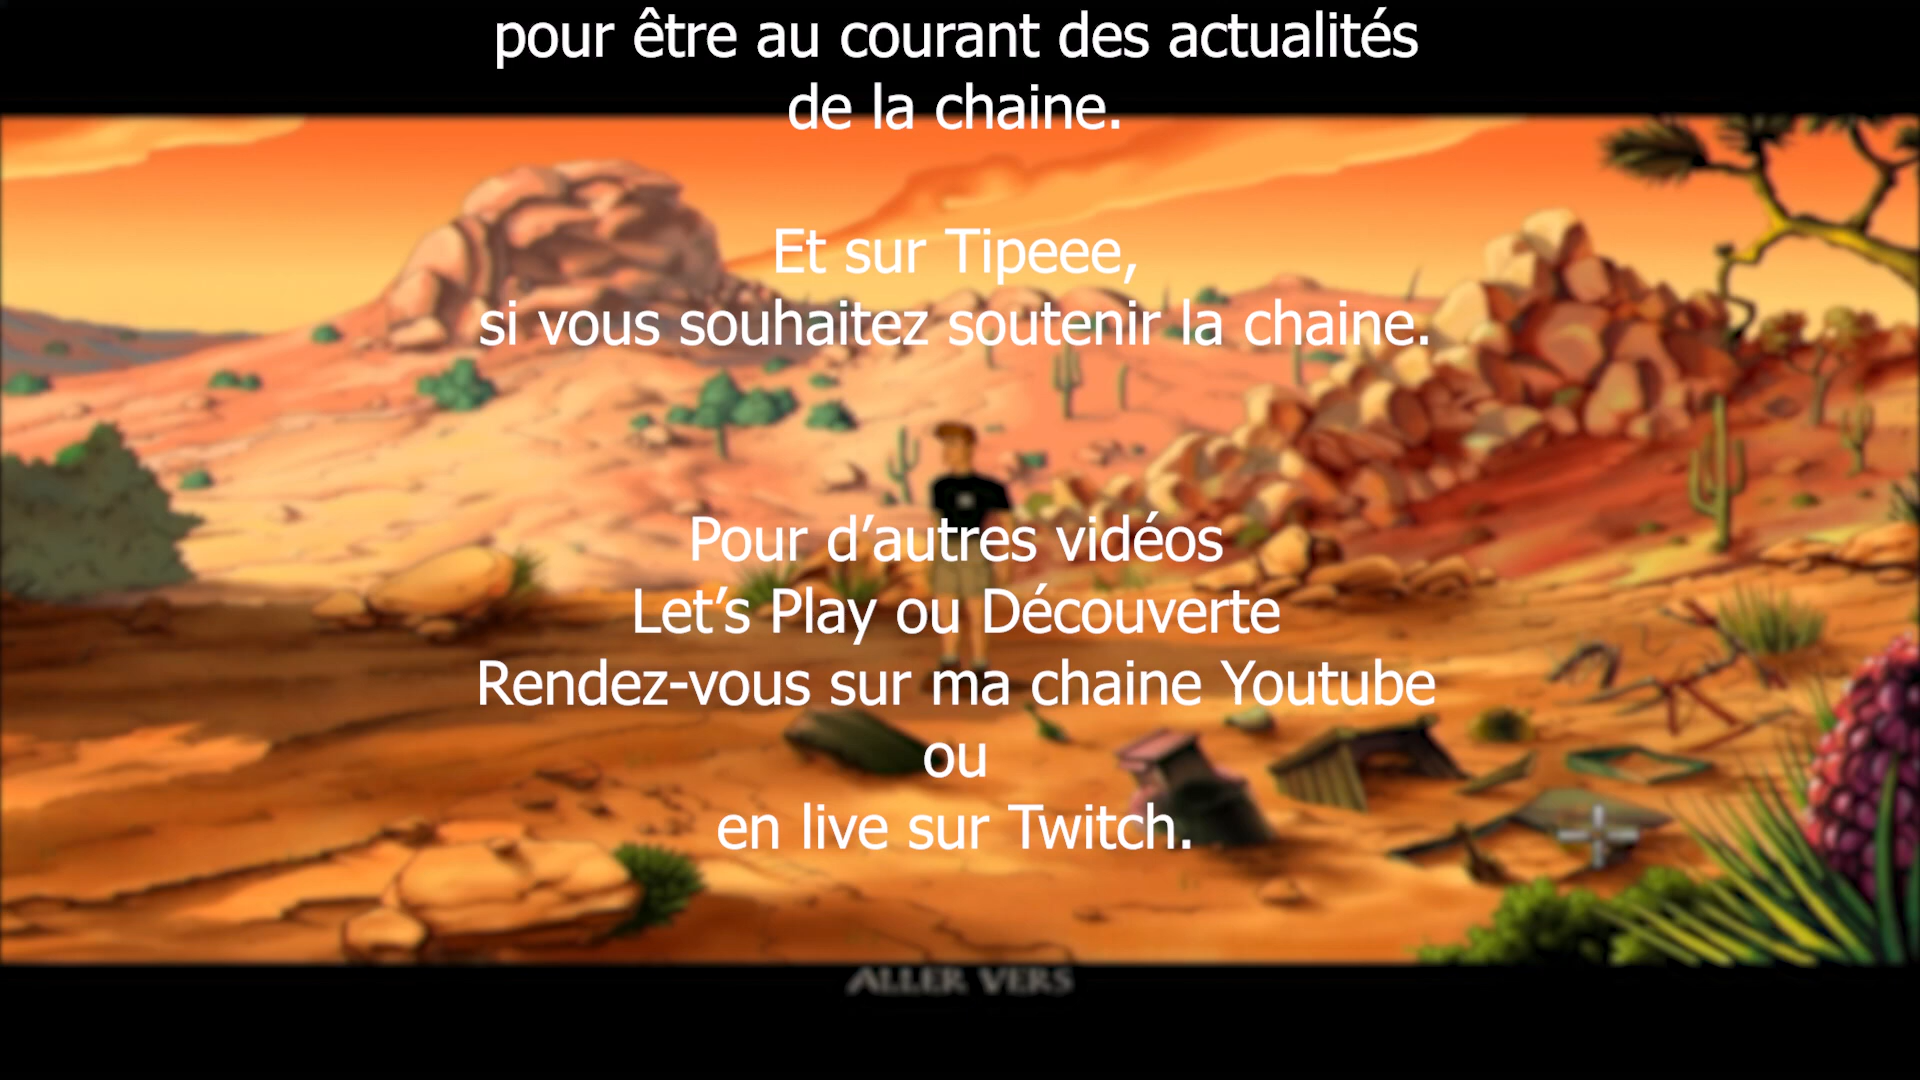 pour être au courant des actualités
de la chaine.
Et sur Tipeee,
si vous souhaitez soutenir la chaine.
Pour d’autres vidéos
Let’s Play ou Découverte
Rendez-vous sur ma chaine Youtube
ou
en live sur Twitch.
ALLER VERS